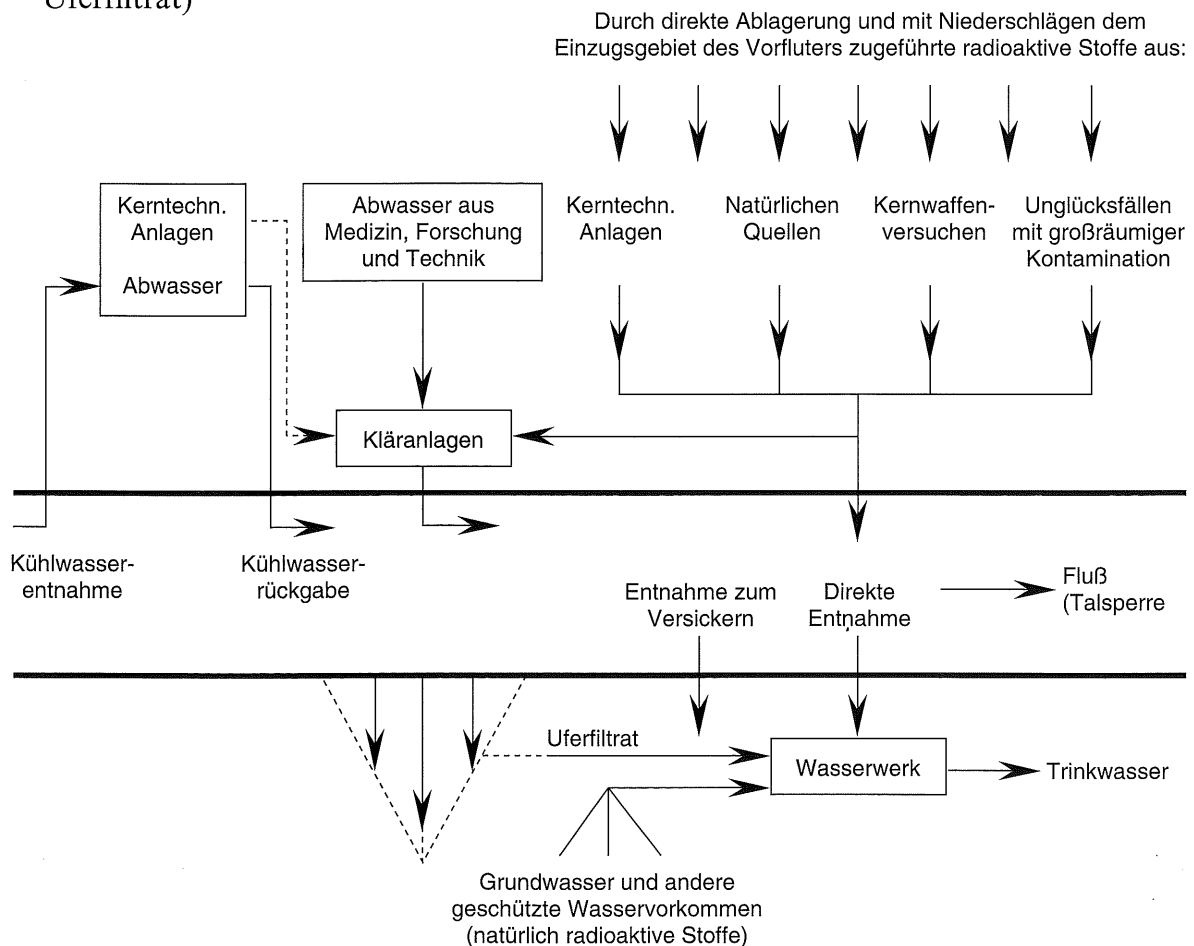 Uferfiltrat)
Durch direkte Ablagerung und mit Niederschlägen dem
Einzugsgebiet des Vorfluters zugeführte radioaktive Stoffe aus:
Kerntechn.
Anlagen
Abwasser
Abwasser aus
Medizin, Forschung
und Technik
Kerntechn.
Anlagen
Natürlichen
Quellen
Kernwaffen-
versuchen
Unglücksfällen
mit großräumiger
Kontamination
Kläranlagen
Kühlwasser-
entnahme
Kühlwasser-
rückgabe
Entnahme zum
Versickern
Direkte
Entnahme
Fluß
(Talsperre
Uferfiltrat
Wasserwerk
Trinkwasser
Grundwasser und andere
geschützte Wasservorkommen
(natürlich radioaktive Stoffe)